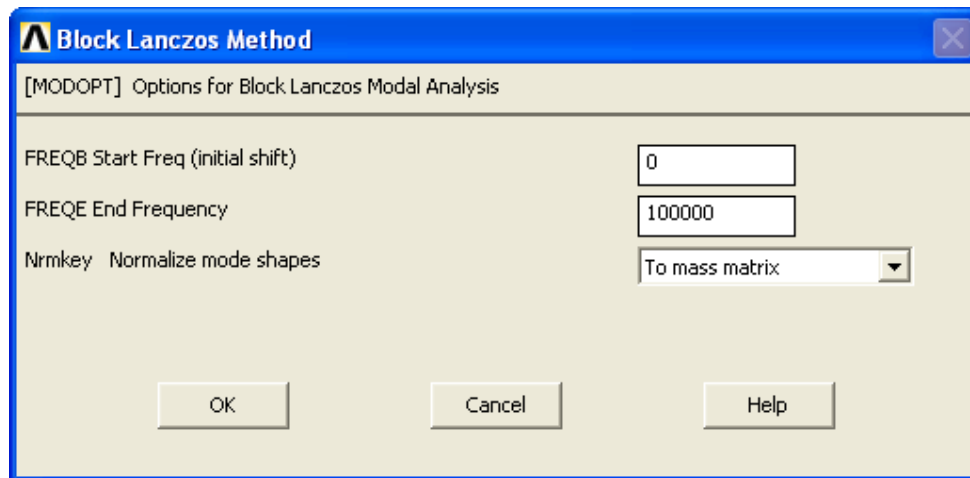 Block Lanczos Method
[MODOPT] Options for Block Lanczos Modal Analysis
FREQB Start Freq (initial shift) 0
FREQE End Frequency 100000
Nrmkey Normalize mode shapes To mass matrix
OK Cancel Help